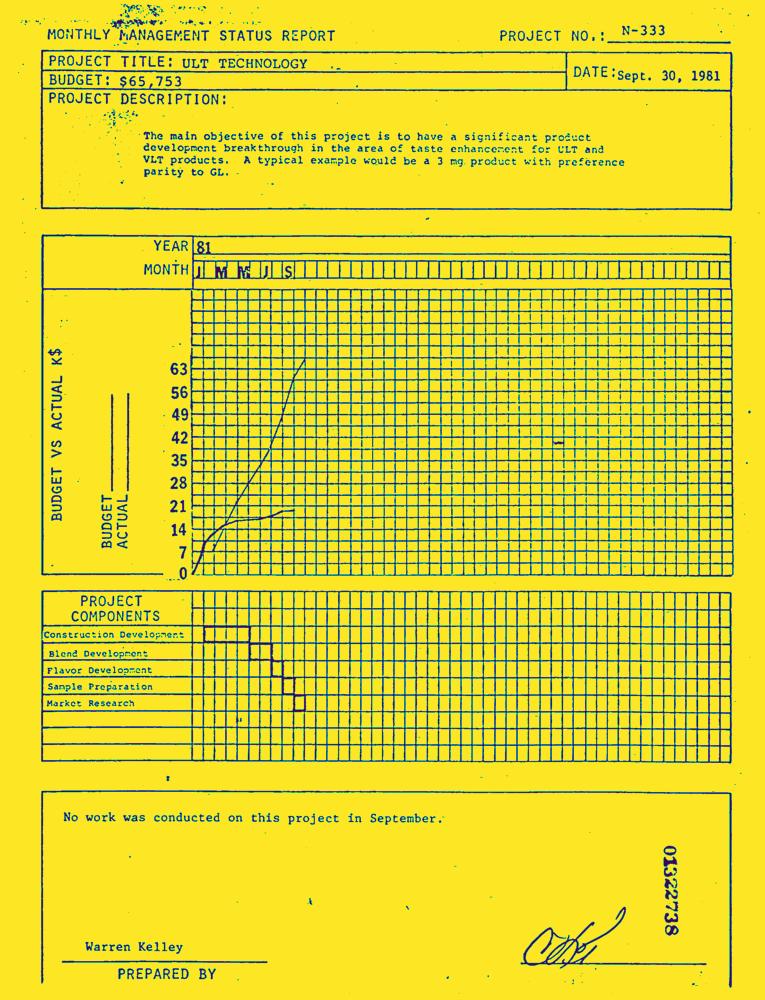 MONTHLY MANAGEMENT STATUS REPORT PROJECT NO.: N-333
PROJECT TITLE: ULT TECHNOLOGY
BUDGET: $65,753
DATE: Sept. 30, 1981
PROJECT DESCRIPTION:
The main objective of this project is to have a significant product
development breakthrough in the area of taste enhancement for ULT and
VLT products. A typical example would be a 3 mg product with preference
parity to GL.
YEAR 81
MONTH J M M J S
BUDGET VS ACTUAL K$
BUDGET
ACTUAL
63
56
49
42
35
28
21
14
7
0
PROJECT
COMPONENTS
Construction Development
Blend Development
Flavor Development
Sample Preparation
Market Research
No work was conducted on this project in September.
01322738
Warren Kelley
PREPARED BY